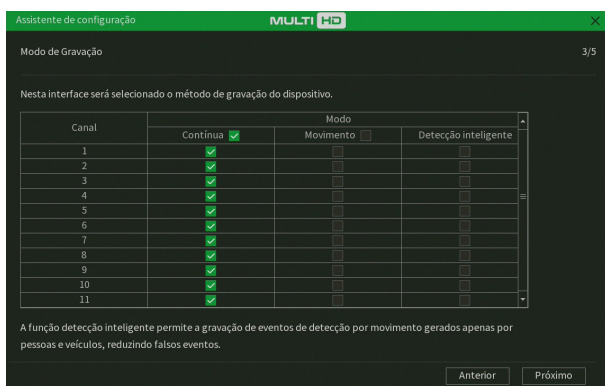 Assistente de configuração
MULTI HD
Modo de Gravação
3/5
Nesta interface será selecionado o método de gravação do dispositivo.
Canal
Modo
Contínua Movimento Detecção inteligente
1
2
3
4
5
6
7
8
9
10
11
A função detecção inteligente permite a gravação de eventos de detecção por movimento gerados apenas por
pessoas e veículos, reduzindo falsos eventos.
Anterior Próximo